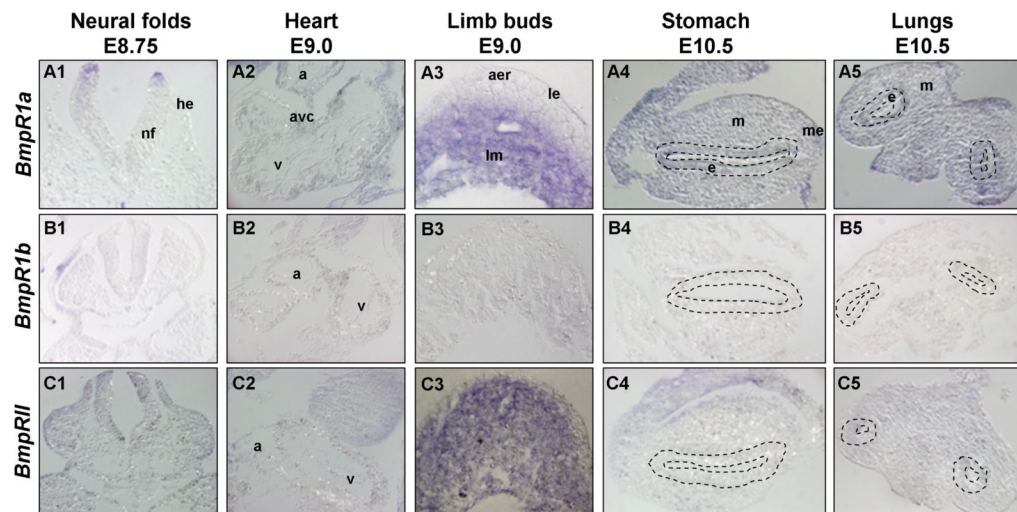 Neural folds Heart Limb buds Stomach Lungs
E8.75 E9.0 E9.0 E10.5 E10.5
BmpR1a
A1 he nf
A2 a avc v
A3 aer le lm
A4 m me e
A5 m e
BmpR1b
B1
B2 a v
B3
B4
B5
BmpRII
C1
C2 a v
C3
C4
C5